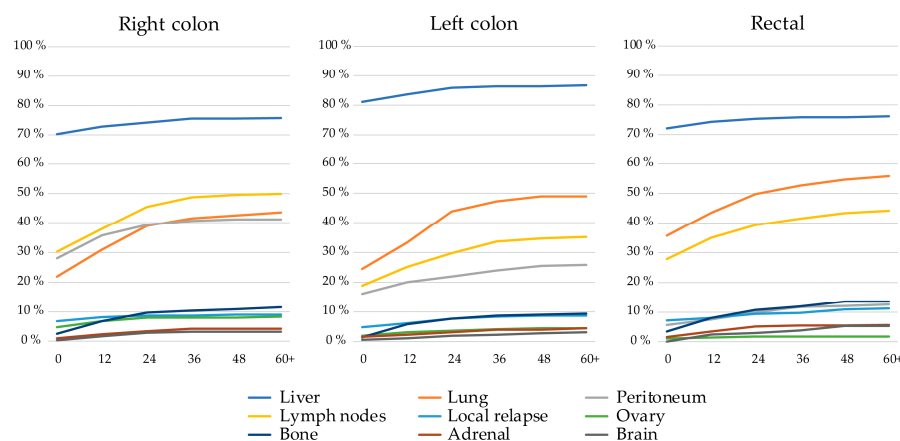 Right colon Left colon Rectal
100 % 100 % 100 %
90 % 90 % 90 %
80 % 80 % 80 %
70 % 70 % 70 %
60 % 60 % 60 %
50 % 50 % 50 %
40 % 40 % 40 %
30 % 30 % 30 %
20 % 20 % 20 %
10 % 10 % 10 %
0 % 0 % 0 %
0 12 24 36 48 60+ 0 12 24 36 48 60+ 0 12 24 36 48 60+
Liver Lung Peritoneum
Lymph nodes Local relapse Ovary
Bone Adrenal Brain